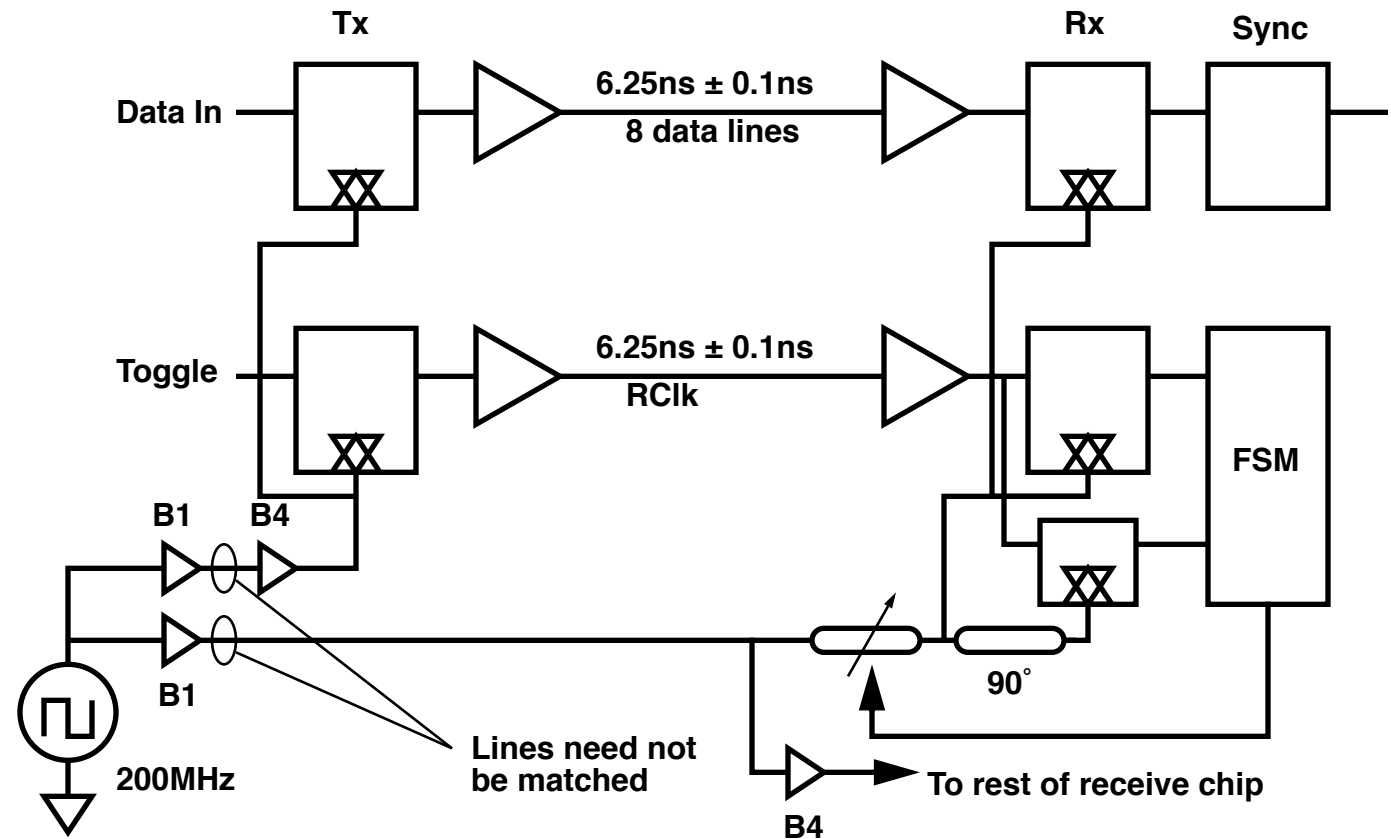 Tx
Rx
Sync
Data In
6.25ns ± 0.1ns
8 data lines
Toggle
6.25ns ± 0.1ns
RClk
FSM
B1
B4
B1
90°
200MHz
Lines need not
be matched
To rest of receive chip
B4